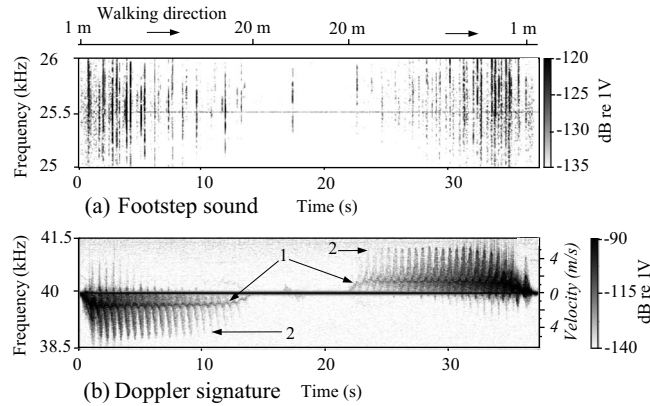 Walking direction
1 m 20 m 20 m 1 m
26
25.5
25
Frequency (kHz)
-120
-125
-130
-135
dB re 1V
0 10 20 30
(a) Footstep sound Time (s)
41.5
40
38.5
Frequency (kHz)
1
2
2
4
2
0
2
4
Velocity (m/s)
-90
-115
-140
dB re 1V
0 10 20 30
(b) Doppler signature Time (s)